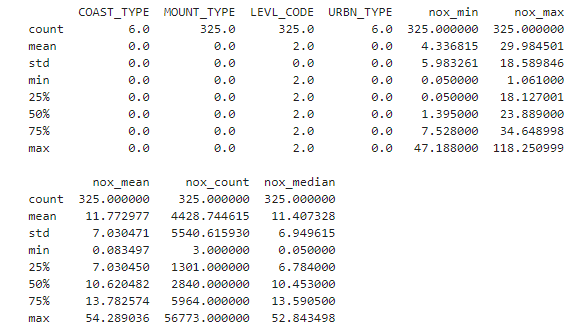 COAST_TYPE MOUNT_TYPE LEVL_CODE URBN_TYPE nox_min nox_max
count 6.0 325.0 325.0 6.0 325.000000 325.000000
mean 0.0 0.0 2.0 0.0 4.336815 29.984501
std 0.0 0.0 0.0 0.0 5.983261 18.589846
min 0.0 0.0 2.0 0.0 0.050000 1.061000
25% 0.0 0.0 2.0 0.0 0.050000 18.127001
50% 0.0 0.0 2.0 0.0 1.395000 23.889000
75% 0.0 0.0 2.0 0.0 7.528000 34.648998
max 0.0 0.0 2.0 0.0 47.188000 118.250999
nox_mean nox_count nox_median
count 325.000000 325.000000 325.000000
mean 11.772977 4428.744615 11.407328
std 7.030471 5540.615930 6.949615
min 0.083497 3.000000 0.050000
25% 7.030450 1301.000000 6.784000
50% 10.620482 2840.000000 10.453000
75% 13.782574 5964.000000 13.590500
max 54.289036 56773.000000 52.843498